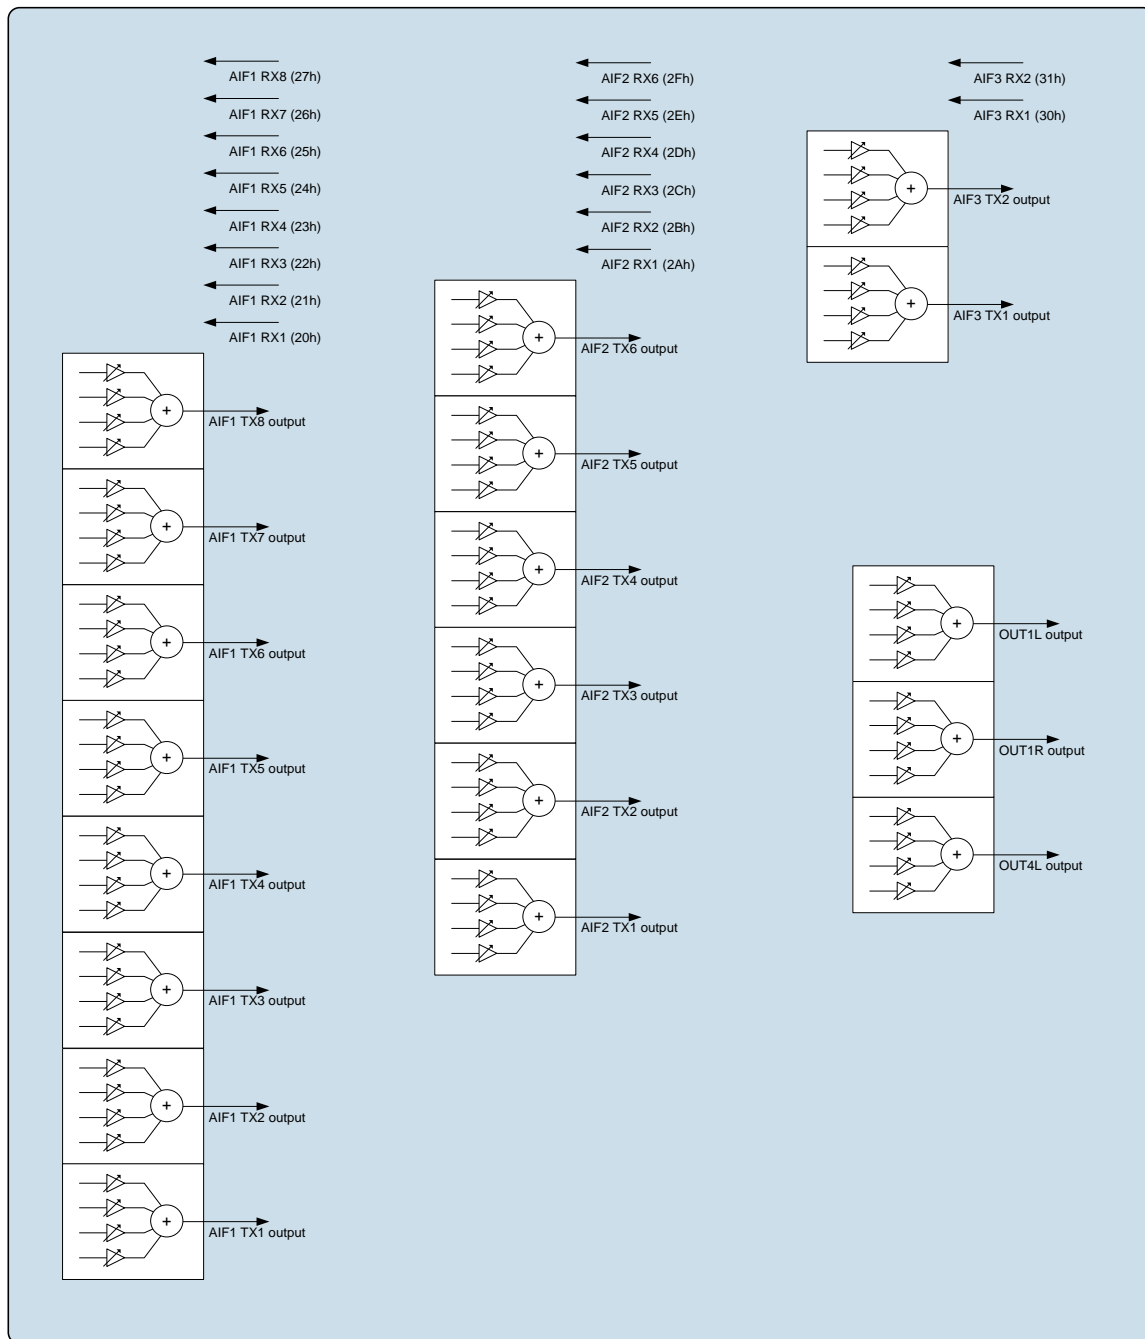 AIF1 RX8 (27h)
AIF1 RX7 (26h)
AIF1 RX6 (25h)
AIF1 RX5 (24h)
AIF1 RX4 (23h)
AIF1 RX3 (22h)
AIF1 RX2 (21h)
AIF1 RX1 (20h)
+
AIF1 TX8 output
+
AIF1 TX7 output
+
AIF1 TX6 output
+
AIF1 TX5 output
+
AIF1 TX4 output
+
AIF1 TX3 output
+
AIF1 TX2 output
+
AIF1 TX1 output
AIF2 RX6 (2Fh)
AIF2 RX5 (2Eh)
AIF2 RX4 (2Dh)
AIF2 RX3 (2Ch)
AIF2 RX2 (2Bh)
AIF2 RX1 (2Ah)
+
AIF2 TX6 output
+
AIF2 TX5 output
+
AIF2 TX4 output
+
AIF2 TX3 output
+
AIF2 TX2 output
+
AIF2 TX1 output
AIF3 RX2 (31h)
AIF3 RX1 (30h)
+
AIF3 TX2 output
+
AIF3 TX1 output
+
OUT1L output
+
OUT1R output
+
OUT4L output